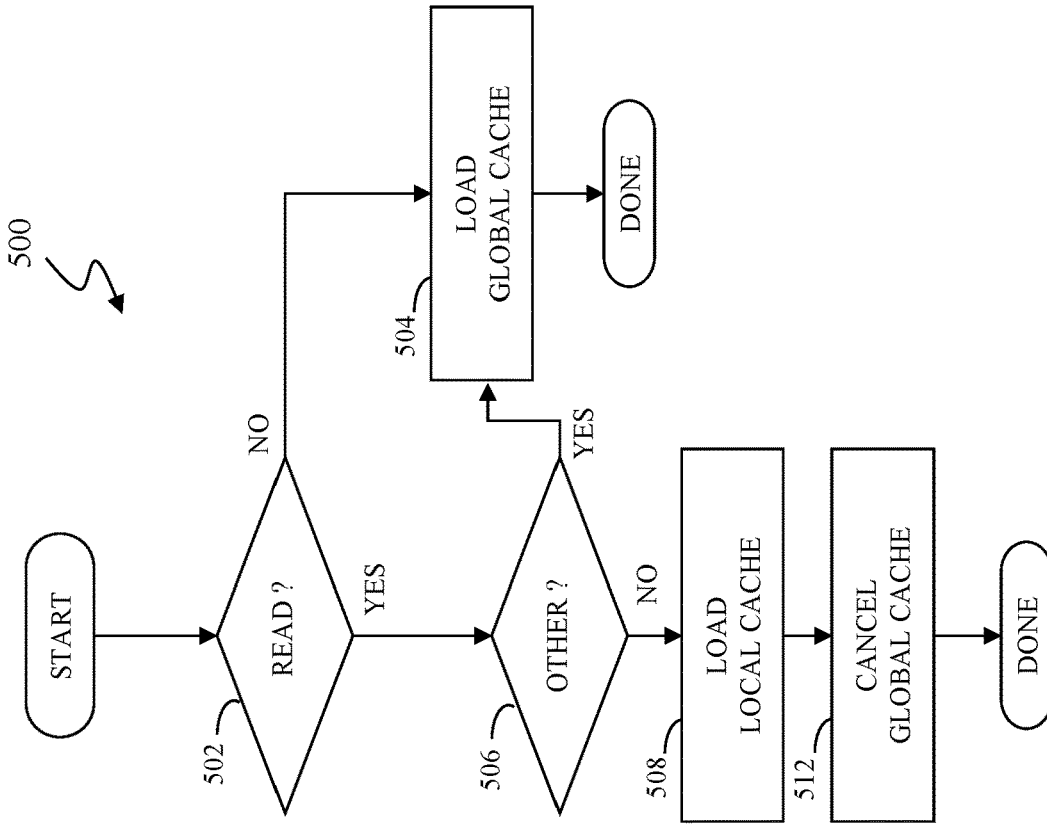 500
START
502
READ ?
NO
YES
504
LOAD
GLOBAL CACHE
DONE
506
OTHER ?
YES
NO
508
LOAD
LOCAL CACHE
512
CANCEL
GLOBAL CACHE
DONE